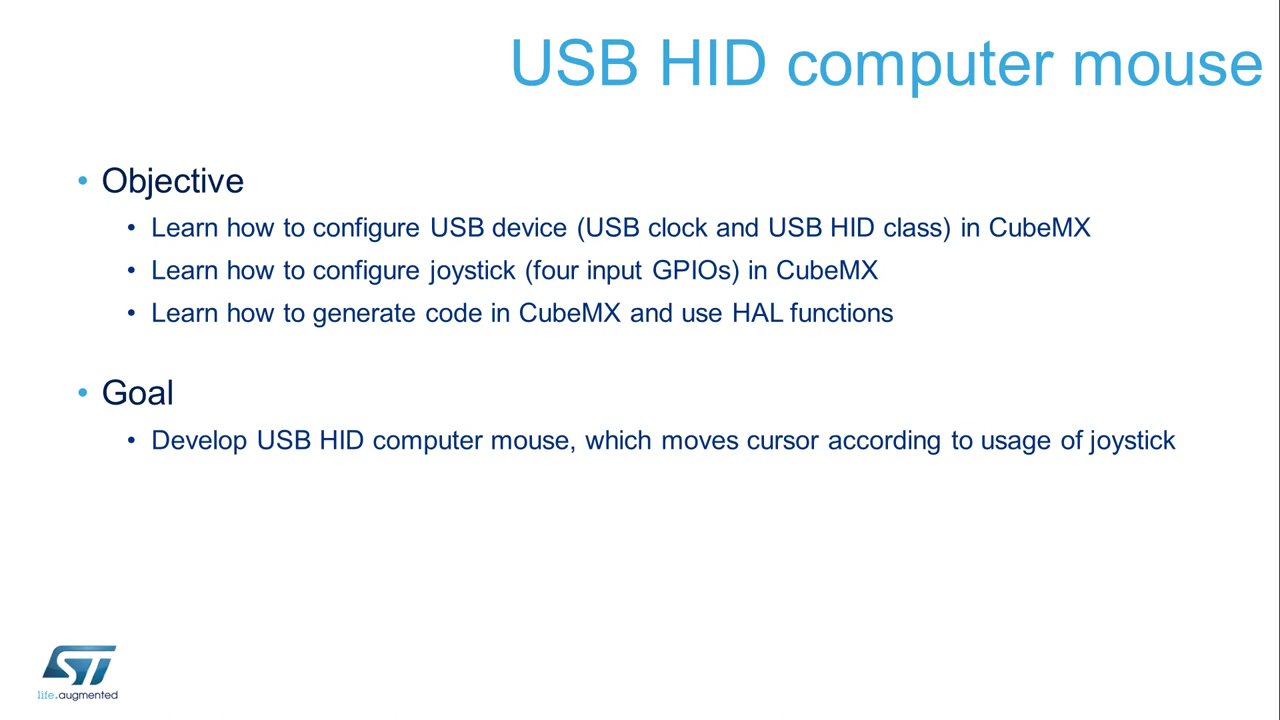 USB HID computer mouse
• Objective
• Learn how to configure USB device (USB clock and USB HID class) in CubeMX
• Learn how to configure joystick (four input GPIOs) in CubeMX
• Learn how to generate code in CubeMX and use HAL functions
• Goal
• Develop USB HID computer mouse, which moves cursor according to usage of joystick
ST
life.augmented